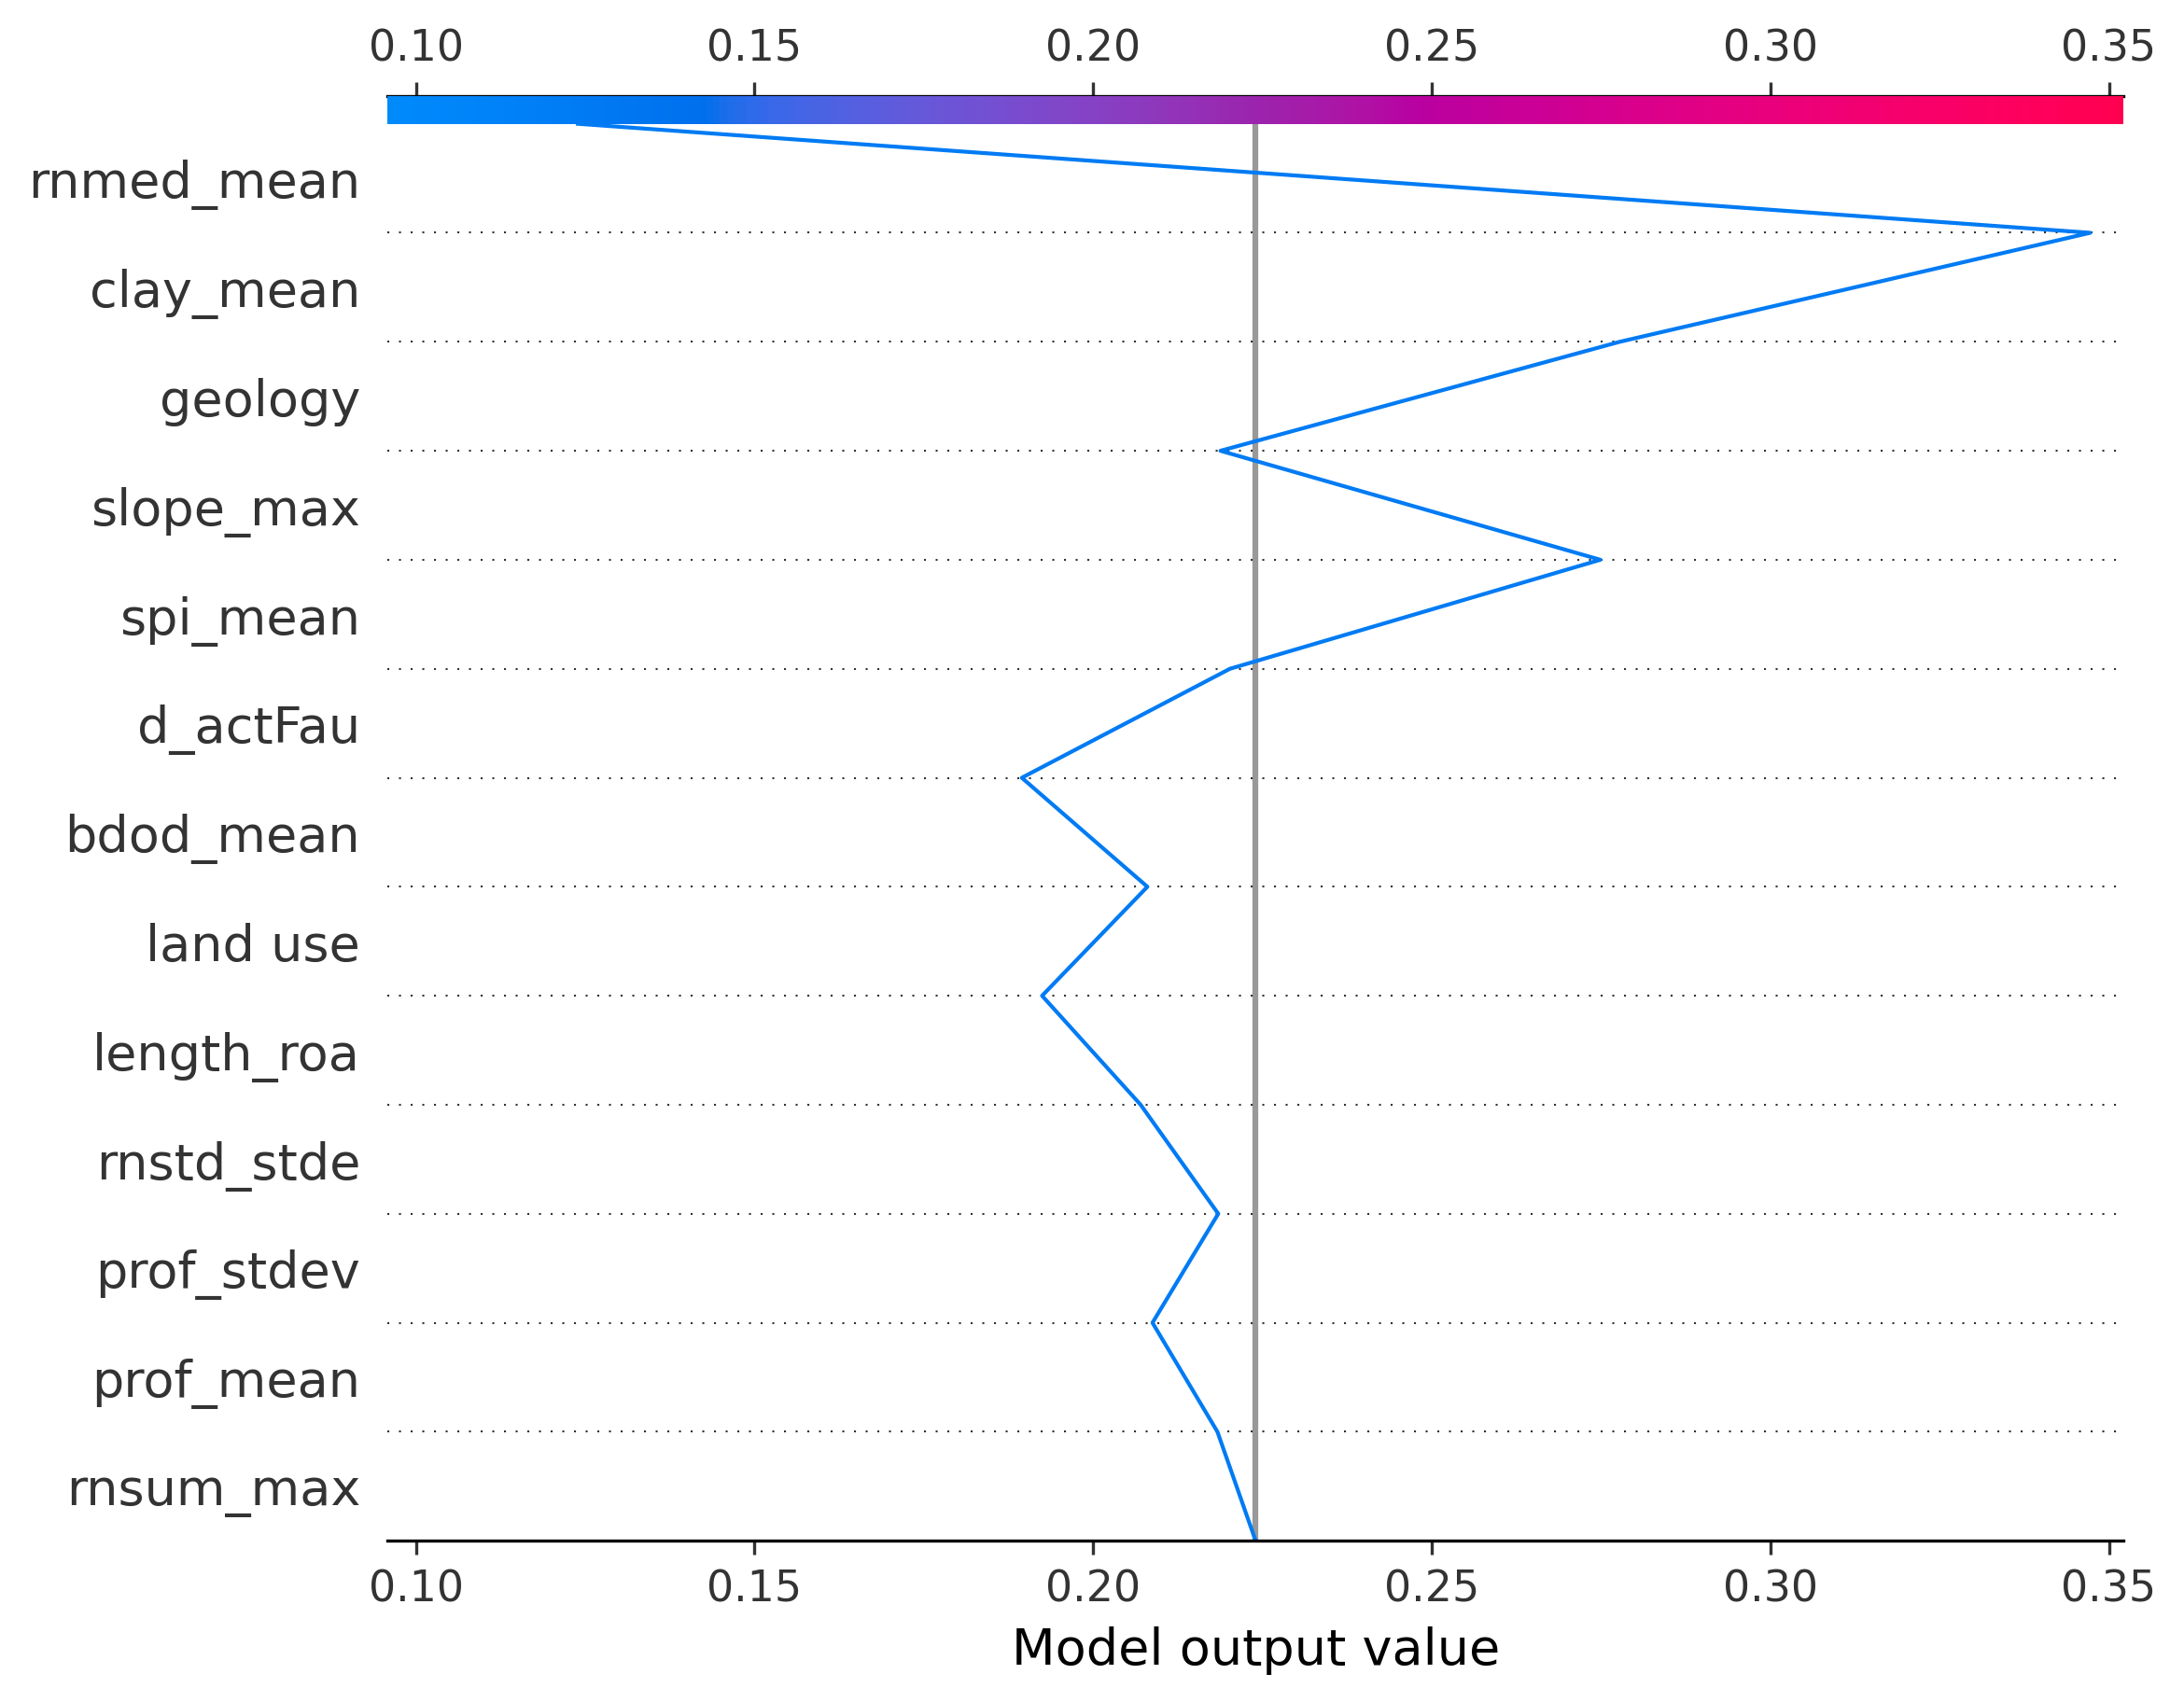 0.10 0.15 0.20 0.25 0.30 0.35
rnmed_mean
clay_mean
geology
slope_max
spi_mean
d_actFau
bdod_mean
land use
length_roa
rnstd_stde
prof_stdev
prof_mean
rnsum_max
0.10 0.15 0.20 0.25 0.30 0.35
Model output value